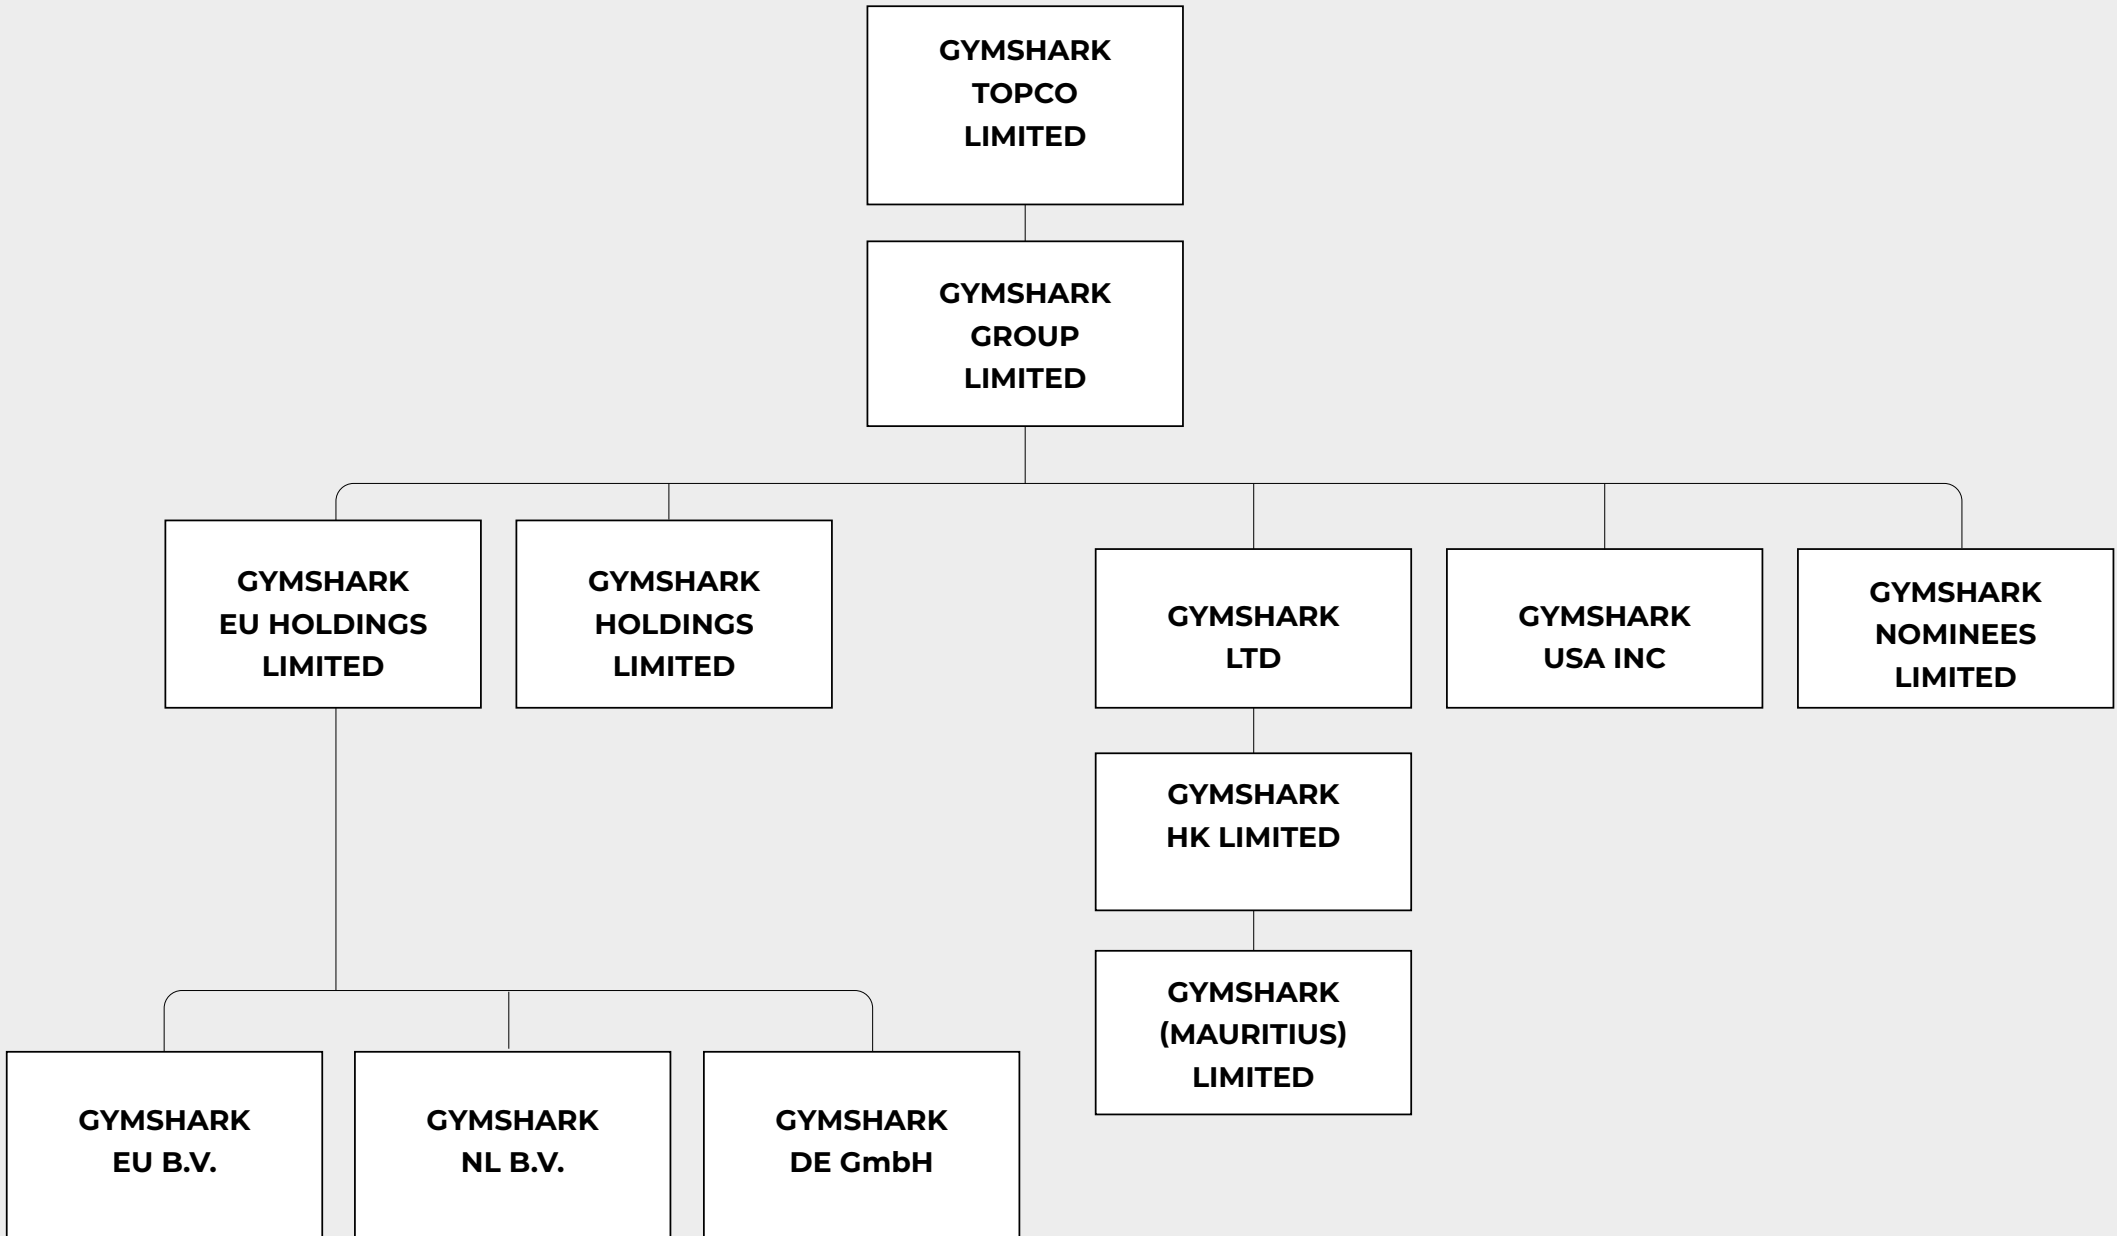 GYMSHARK
TOPCO
LIMITED
GYMSHARK
GROUP
LIMITED
GYMSHARK
EU HOLDINGS
LIMITED
GYMSHARK
HOLDINGS
LIMITED
GYMSHARK
LTD
GYMSHARK
USA INC
GYMSHARK
NOMINEES
LIMITED
GYMSHARK
HK LIMITED
GYMSHARK
(MAURITIUS)
LIMITED
GYMSHARK
EU B.V.
GYMSHARK
NL B.V.
GYMSHARK
DE GmbH